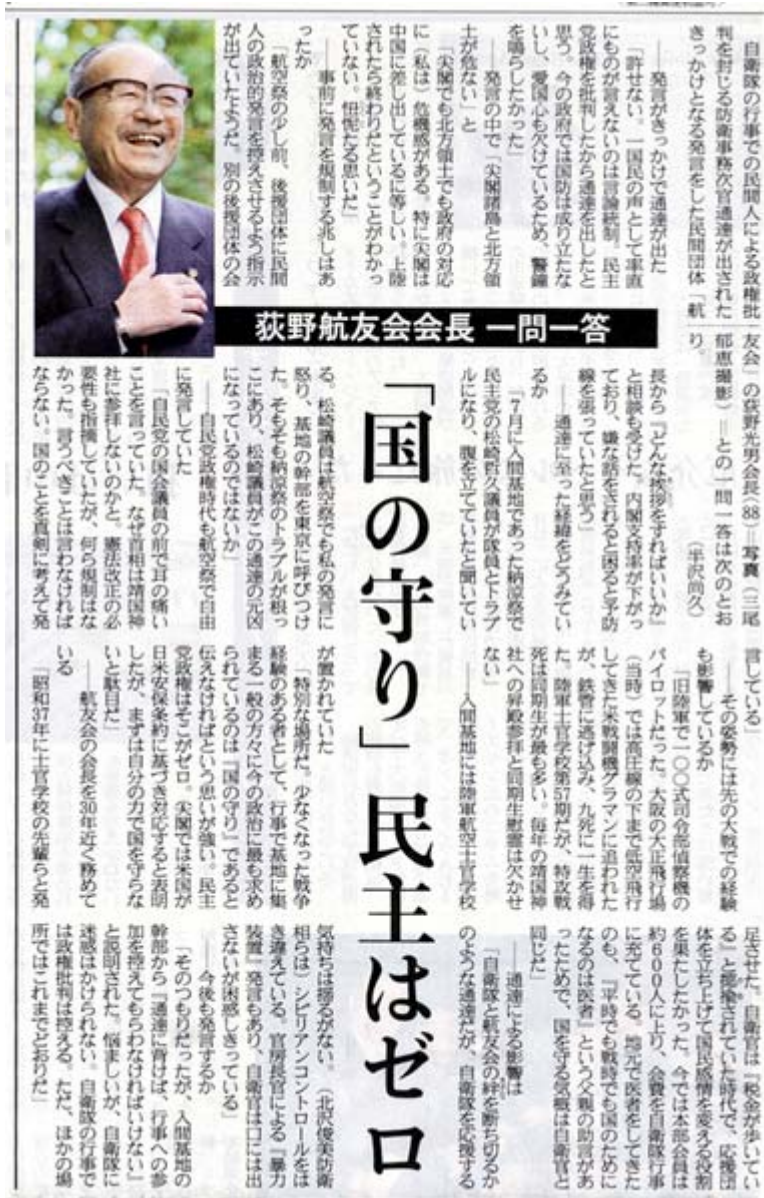 自衛隊の行事での民間人による政権批
判を封じる防衛事務次官通達が出された
きっかけとなる発言をした民間団体「航
友会」の荻野光男会長(88)=写真(三尾
郁恵撮影)=との一問一答は次のとお
り。
(半沢尚久)
荻野航友会会長 一問一答
「国の守り」民主はゼロ
――発言がきっかけで通達が出た
「許せない。一国民の声として率直
にものが言えないのは言論統制。民主
党政権を批判したから通達を出したと
思う。今の政府では国防は成り立たな
いし、愛国心も欠けているため、警鐘
を鳴らしたかった」
――発言の中で「尖閣諸島と北方領
土が危ない」と
「尖閣でも北方領土でも政府の対応
に(私は)危機感がある。特に尖閣は
中国に差し出しているに等しい。上陸
されたら終わりだということがわかっ
ていない。忸怩たる思いだ」
――事前に発言を規制する兆しはあ
ったか
「航空祭の少し前、後援団体に民間
人の政治的発言を控えさせるよう指示
が出ていたようだ。別の後援団体の会
長から『どんな挨拶をすればいいか』
と相談も受けた。内閣支持率が下がっ
ており、嫌な話をされると困ると予防
線を張っていたと思う」
――通達に至った経緯をどうみてい
るか
「7月に入間基地であった納涼祭で
民主党の松崎哲久議員が隊員とトラブ
ルになり、腹を立てていたと聞いてい
る。松崎議員は航空祭でも私の発言に
怒り、基地の幹部を東京に呼びつけ
た。そもそも納涼祭のトラブルが根っ
こにあり、松崎議員がこの通達の元凶
になっているのではないか」
――自民党政権時代も航空祭で自由
に発言していた
「自民党の国会議員の前で耳の痛い
ことを言っていた。なぜ首相は靖国神
社に参拝しないのかと。憲法改正の必
要性も指摘していたが、何ら規制はな
かった。言うべきことは言わなければ
ならない。国のことを真剣に考えて発
言している」
――その姿勢には先の大戦での経験
も影響しているか
「旧陸軍で一〇〇式司令部偵察機の
パイロットだった。大阪の大正飛行場
(当時)では高圧線の下まで低空飛行
してきた米戦闘機グラマンに追われた
が、鉄管に逃げ込み、九死に一生を得
た。陸軍士官学校第57期だが、特攻戦
死は同期生が最も多い。毎年の靖国神
社への昇殿参拝と同期生慰霊は欠かせ
ない」
――入間基地には陸軍航空士官学校
が置かれていた
「特別な場所だ。少なくなった戦争
経験のある者として、行事で基地に集
まる一般の方々に今の政治に最も求め
られているのは『国の守り』であると
伝えなければという思いが強い。民主
党政権はそこがゼロ。尖閣では米国が
日米安保条約に基づき対応すると表明
したが、まずは自分の力で国を守らな
いと駄目だ」
――航友会の会長を30年近く務めて
いる
「昭和37年に士官学校の先輩らと発
足させた。自衛官は『税金が歩いてい
る』と揶揄されていた時代で、応援団
体を立ち上げて国民感情を変える役割
を果たしたかった。今では本部会員は
約600人に上り、会費を自衛隊行事
に充てている。地元で医者をしてきた
のも、『平時でも戦時でも国のために
なるのは医者』という父親の助言があ
ったためで、国を守る気概は自衛官と
同じだ」
――通達による影響は
「自衛隊と航友会の絆を断ち切るか
のような通達だが、自衛隊を応援する
気持ちは揺るがない。(北沢俊美防衛
相らは)シビリアンコントロールをは
き違えている。官房長官による『暴力
装置』発言もあり、自衛官は口には出
さないが困惑しきっている」
――今後も発言するか
「そのつもりだったが、入間基地の
幹部から『通達に背けば、行事への参
加を控えてもらわなければいけない』
と説明された。悩ましいが、自衛隊に
迷惑はかけられない。自衛隊の行事で
は政権批判は控える。ただ、ほかの場
所ではこれまでどおりだ」